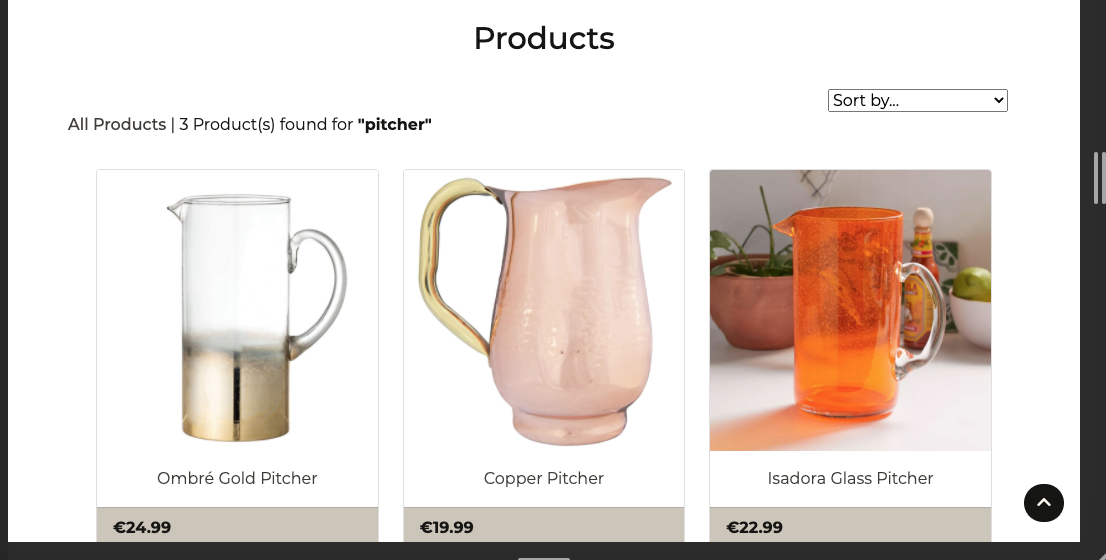 Products
Sort by...
All Products | 3 Product(s) found for "pitcher"
Ombré Gold Pitcher
Copper Pitcher
Isadora Glass Pitcher
€24.99
€19.99
€22.99